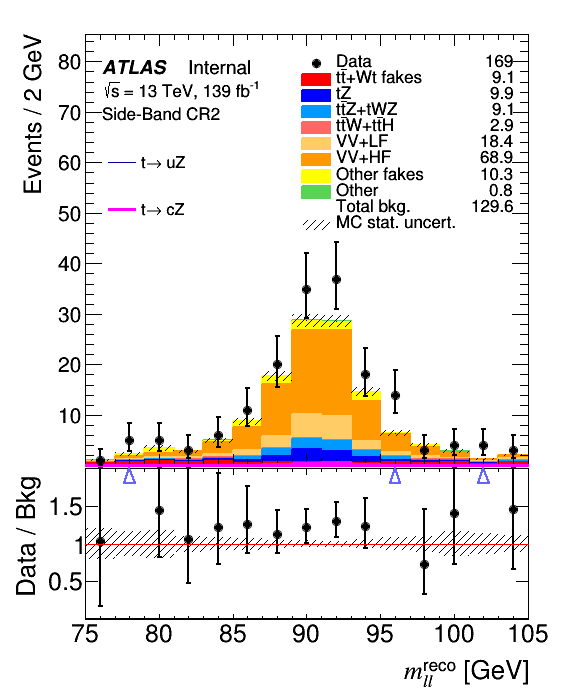 Events / 2 GeV
80
70
60
50
40
30
20
10
ATLAS Internal
√s = 13 TeV, 139 fb⁻¹
Side-Band CR2
t→ uZ
t→ cZ
Data 169
tt̄+Wt fakes 9.1
tZ 9.9
tt̄Z+tWZ 9.1
tt̄W+tt̄H 2.9
VV+LF 18.4
VV+HF 68.9
Other fakes 10.3
Other 0.8
Total bkg. 129.6
MC stat. uncert.
Data / Bkg
1.5
1
0.5
75 80 85 90 95 100 105
m_ll^reco [GeV]